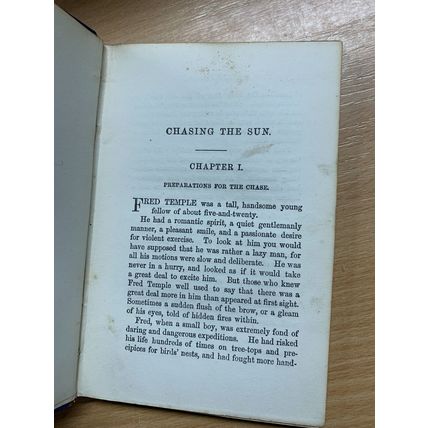 CHASING THE SUN.
CHAPTER I.
PREPARATIONS FOR THE CHASE.
FRED TEMPLE was a tall, handsome young
fellow of about five-and-twenty.
He had a romantic spirit, a quiet gentlemanly
manner, a pleasant smile, and a passionate desire
for violent exercise. To look at him you would
have supposed that he was rather a lazy man, for
all his motions were slow and deliberate. He was
never in a hurry, and looked as if it would take
a great deal to excite him. But those who knew
Fred Temple well used to say that there was a
great deal more in him than appeared at first sight.
Sometimes a sudden flush of the brow, or a gleam
of his eyes, told of hidden fires within.
Fred, when a small boy, was extremely fond of
daring and dangerous expeditions. He had risked
his life hundreds of times on tree-tops and pre-
cipices for birds' nests, and had fought more hand-